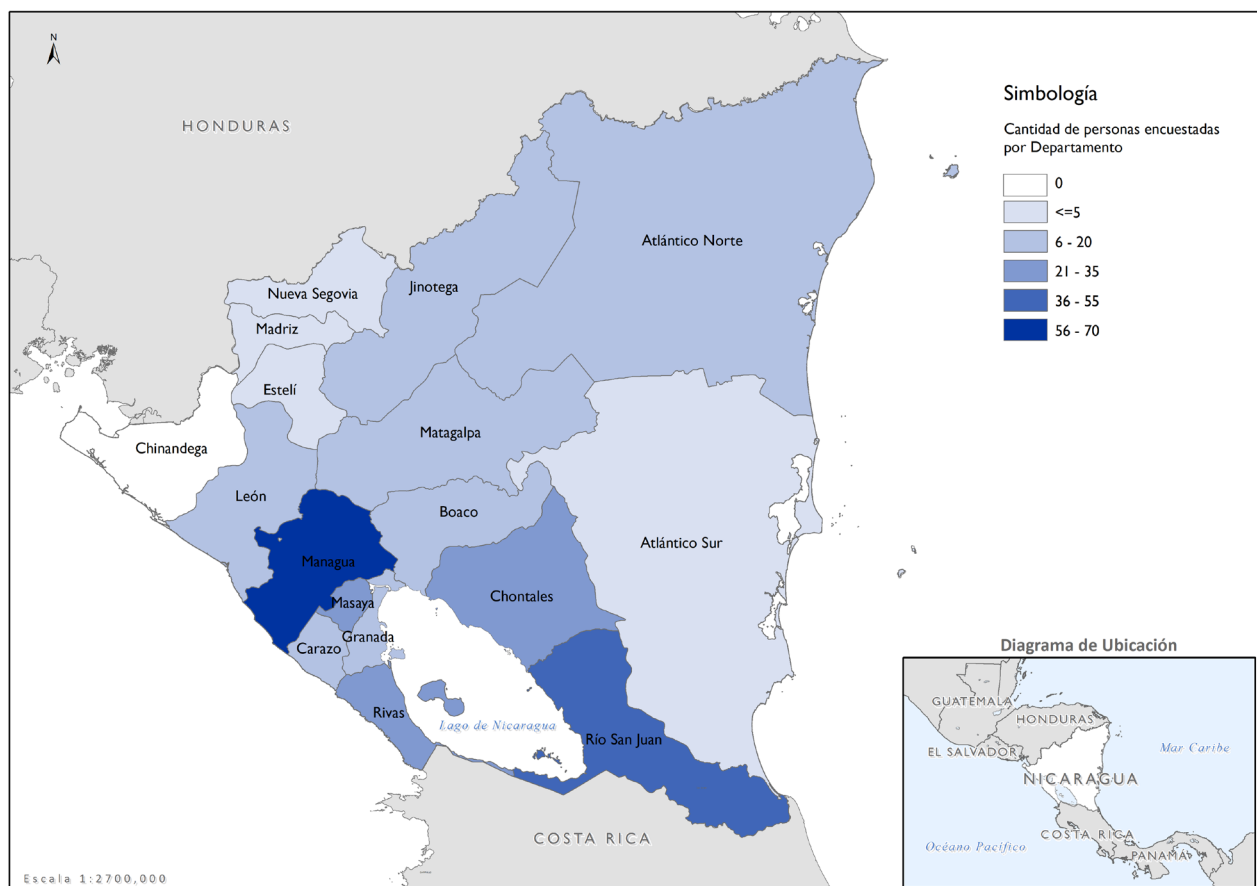 N
HONDURAS
Simbología
Cantidad de personas encuestadas
por Departamento
0
<=5
6 - 20
21 - 35
36 - 55
56 - 70
Atlántico Norte
Nueva Segovia
Jinotega
Madriz
Estelí
Chinandega
Matagalpa
León
Boaco
Atlántico Sur
Managua
Chontales
Masaya
Granada
Carazo
Rivas
Lago de Nicaragua
Río San Juan
COSTA RICA
Escala 1:2700,000
Diagrama de Ubicación
GUATEMALA
HONDURAS
EL SALVADOR
Mar Caribe
NICARAGUA
COSTA RICA
Océano Pacífico
PANAMÁ